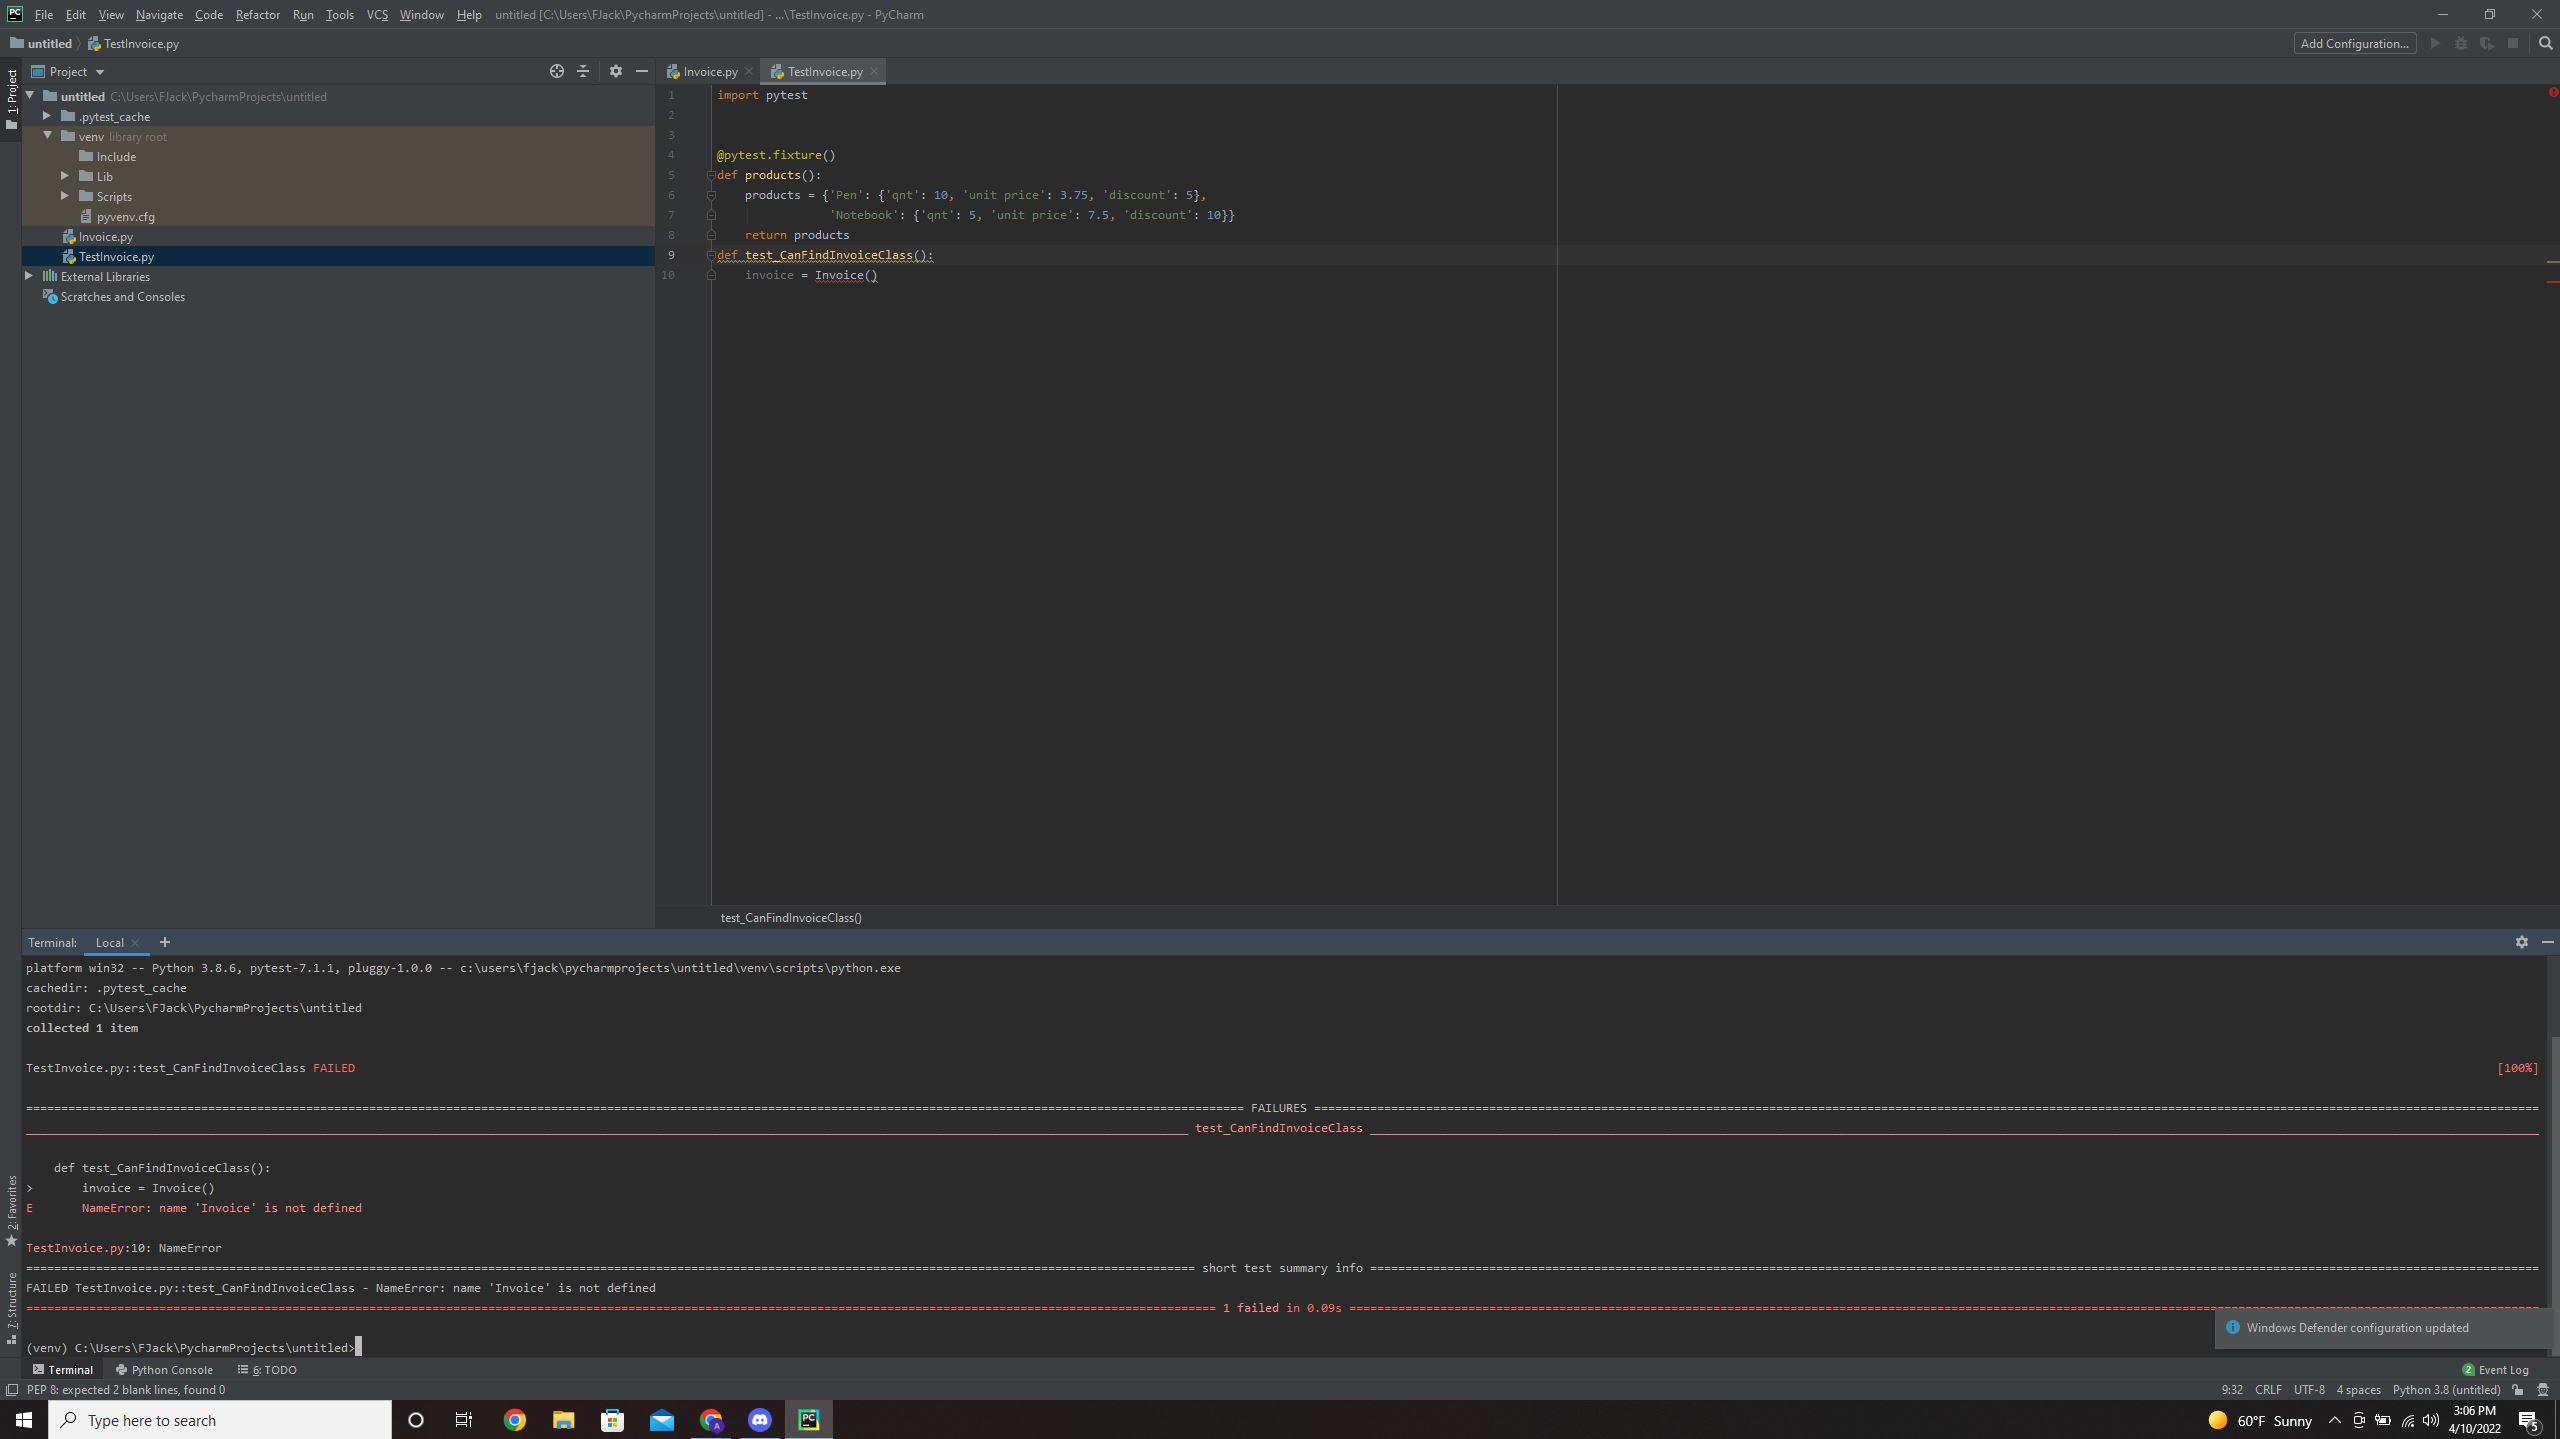 PC File Edit View Navigate Code Refactor Run Tools VCS Window Help untitled [C:\Users\FJack\PycharmProjects\untitled] - ...\TestInvoice.py - PyCharm
untitled TestInvoice.py Add Configuration...
1: Project
Project
untitled C:\Users\FJack\PycharmProjects\untitled
.pytest_cache
venv library root
Include
Lib
Scripts
pyvenv.cfg
Invoice.py
TestInvoice.py
External Libraries
Scratches and Consoles
Invoice.py TestInvoice.py
1 import pytest
2
3
4 @pytest.fixture()
5 def products():
6 products = {'Pen': {'qnt': 10, 'unit price': 3.75, 'discount': 5},
7 'Notebook': {'qnt': 5, 'unit price': 7.5, 'discount': 10}}
8 return products
9 def test_CanFindInvoiceClass():
10 invoice = Invoice()
test_CanFindInvoiceClass()
Terminal: Local +
platform win32 -- Python 3.8.6, pytest-7.1.1, pluggy-1.0.0 -- c:\users\fjack\pycharmprojects\untitled\venv\scripts\python.exe
cachedir: .pytest_cache
rootdir: C:\Users\FJack\PycharmProjects\untitled
collected 1 item
TestInvoice.py::test_CanFindInvoiceClass FAILED [100%]
FAILURES
test_CanFindInvoiceClass
def test_CanFindInvoiceClass():
> invoice = Invoice()
E NameError: name 'Invoice' is not defined
TestInvoice.py:10: NameError
short test summary info
FAILED TestInvoice.py::test_CanFindInvoiceClass - NameError: name 'Invoice' is not defined
1 failed in 0.09s
(venv) C:\Users\FJack\PycharmProjects\untitled>
2: Favorites
7: Structure
Windows Defender configuration updated
Terminal Python Console 6: TODO 2 Event Log
PEP 8: expected 2 blank lines, found 0 9:32 CRLF UTF-8 4 spaces Python 3.8 (untitled)
Type here to search A PC 60°F Sunny 3:06 PM
4/10/2022 5